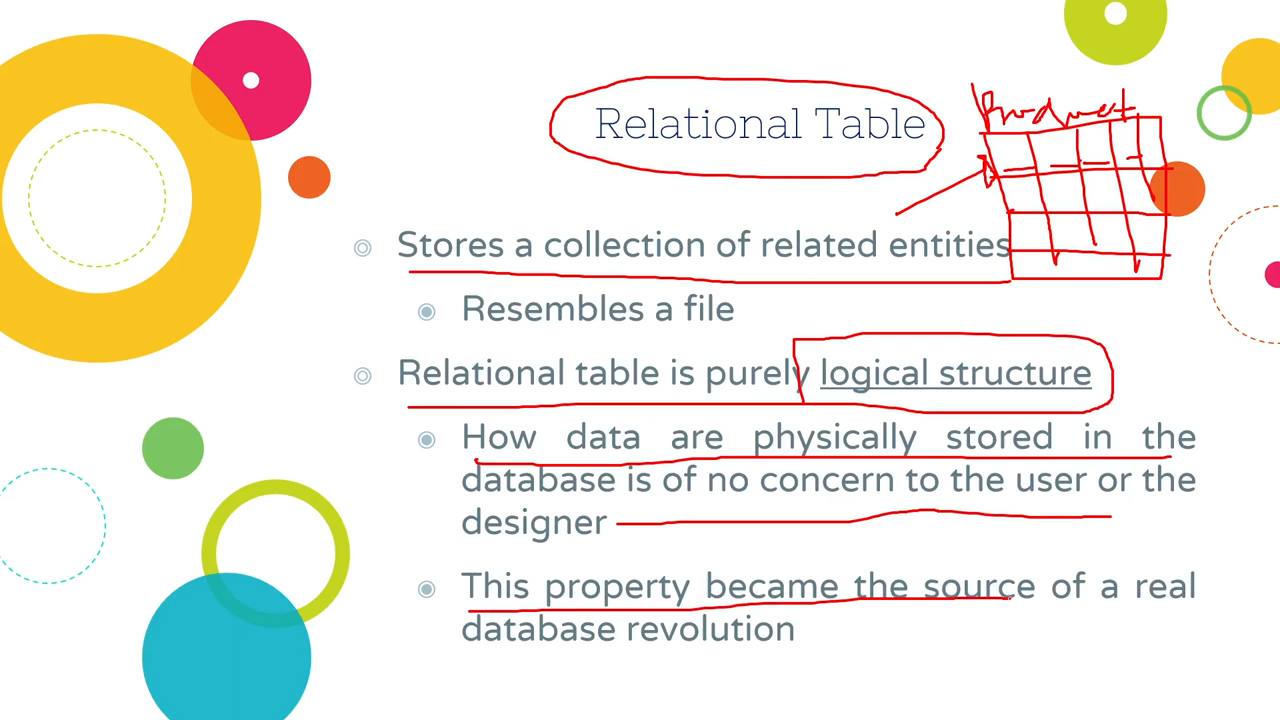 Relational Table
Product
Stores a collection of related entities
Resembles a file
Relational table is purely logical structure
How data are physically stored in the
database is of no concern to the user or the
designer
This property became the source of a real
database revolution